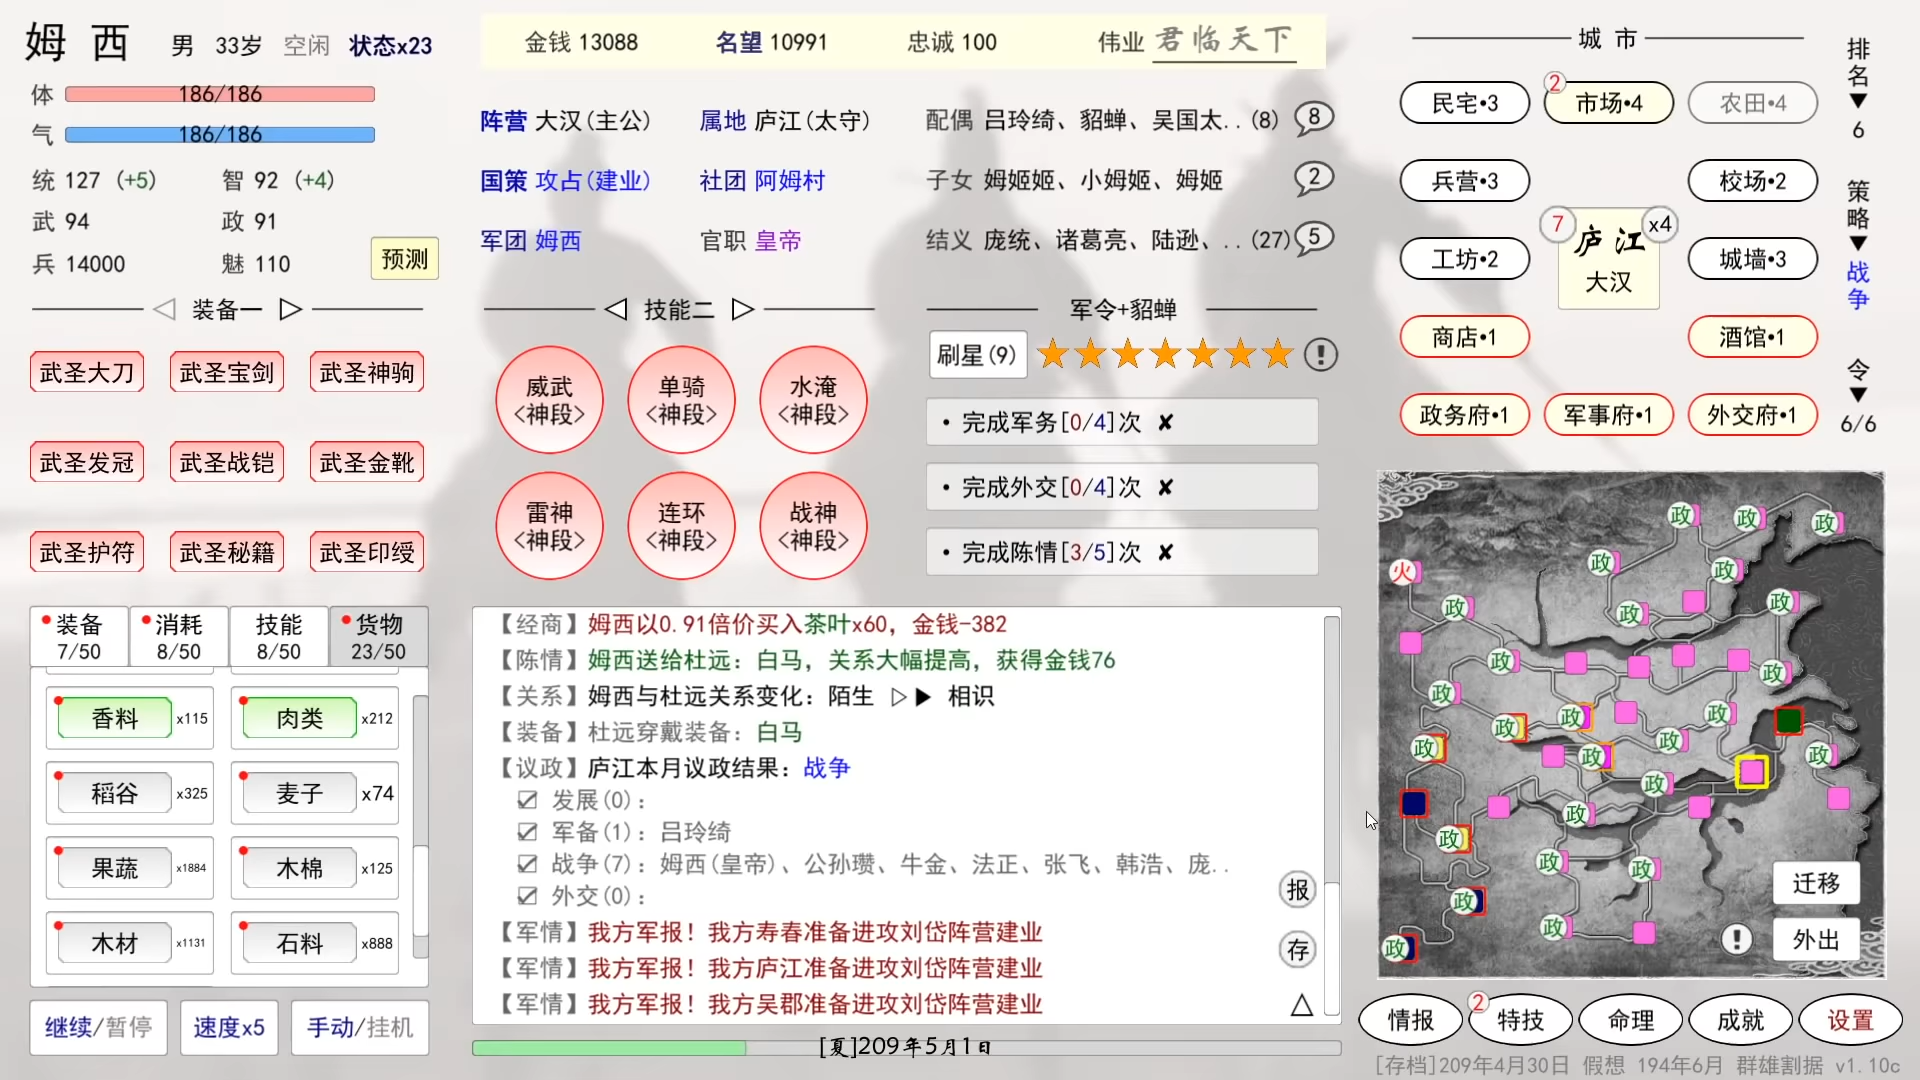 姆 西 男 33岁 空闲 状态x23
体 186/186
气 186/186
统 127 (+5) 智 92 (+4)
武 94 政 91
兵 14000 魅 110 预测
金钱 13088 名望 10991 忠诚 100 伟业 君临天下
阵营 大汉(主公) 属地 庐江(太守) 配偶 吕玲绮、貂蝉、吴国太..(8) 8
国策 攻占(建业) 社团 阿姆村 子女 姆姬姬、小姆姬、姆姬 2
军团 姆西 官职 皇帝 结义 庞统、诸葛亮、陆逊、..(27) 5
◁ 装备一 ▷
武圣大刀 武圣宝剑 武圣神驹
武圣发冠 武圣战铠 武圣金靴
武圣护符 武圣秘籍 武圣印绶
◁ 技能二 ▷
威武 单骑 水淹
<神段> <神段> <神段>
雷神 连环 战神
<神段> <神段> <神段>
军令+貂蝉
刷星(9) ★★★★★★★ !
• 完成军务[0/4]次 ✘
• 完成外交[0/4]次 ✘
• 完成陈情[3/5]次 ✘
城 市
民宅•3 2 市场•4 农田•4
兵营•3 校场•2
7 庐江 x4
大汉
工坊•2 城墙•3
商店•1 酒馆•1
政务府•1 军事府•1 外交府•1
排名▼6
策略▼战争
令▼6/6
装备 消耗 技能 货物
7/50 8/50 8/50 23/50
香料 x115 肉类 x212
稻谷 x325 麦子 x74
果蔬 x1884 木棉 x125
木材 x1131 石料 x888
继续/暂停 速度x5 手动/挂机
【经商】姆西以0.91倍价买入茶叶x60，金钱-382
【陈情】姆西送给杜远：白马，关系大幅提高，获得金钱76
【关系】姆西与杜远关系变化：陌生 ▷▶ 相识
【装备】杜远穿戴装备：白马
【议政】庐江本月议政结果：战争
☑ 发展(0)：
☑ 军备(1)：吕玲绮
☑ 战争(7)：姆西(皇帝)、公孙瓒、牛金、法正、张飞、韩浩、庞..
☑ 外交(0)：
【军情】我方军报！我方寿春准备进攻刘岱阵营建业
【军情】我方军报！我方庐江准备进攻刘岱阵营建业
【军情】我方军报！我方吴郡准备进攻刘岱阵营建业
报
存
△
[夏]209年5月1日
政 政 政
火 政 政
政 政 政
政 政
政
政 政 政
政 政 政 政
政
政 政
政 政
政 政
政
迁移
! 外出
情报 2 特技 命理 成就 设置
[存档]209年4月30日 假想 194年6月 群雄割据 v1.10c